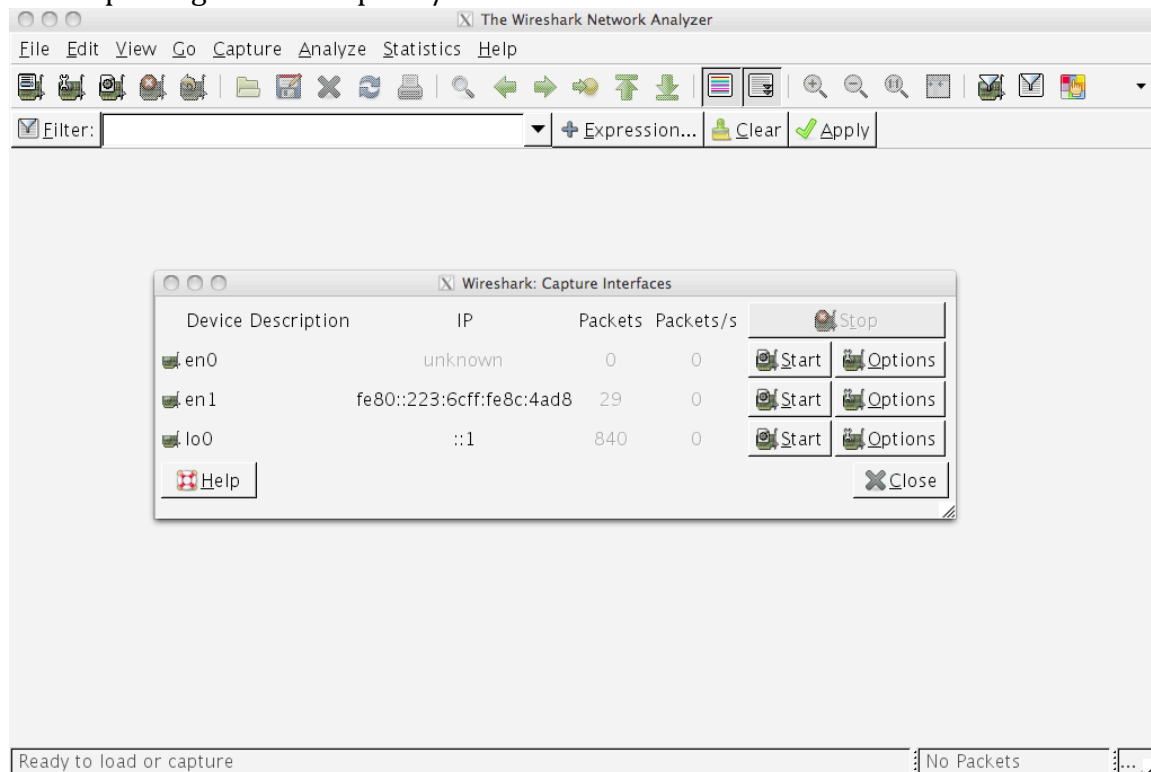 The Wireshark Network Analyzer
File Edit View Go Capture Analyze Statistics Help
Filter: Expression... Clear Apply
Wireshark: Capture Interfaces
Device Description IP Packets Packets/s Stop
en0 unknown 0 0 Start Options
en1 fe80::223:6cff:fe8c:4ad8 29 0 Start Options
lo0 ::1 840 0 Start Options
Help Close
Ready to load or capture No Packets ...